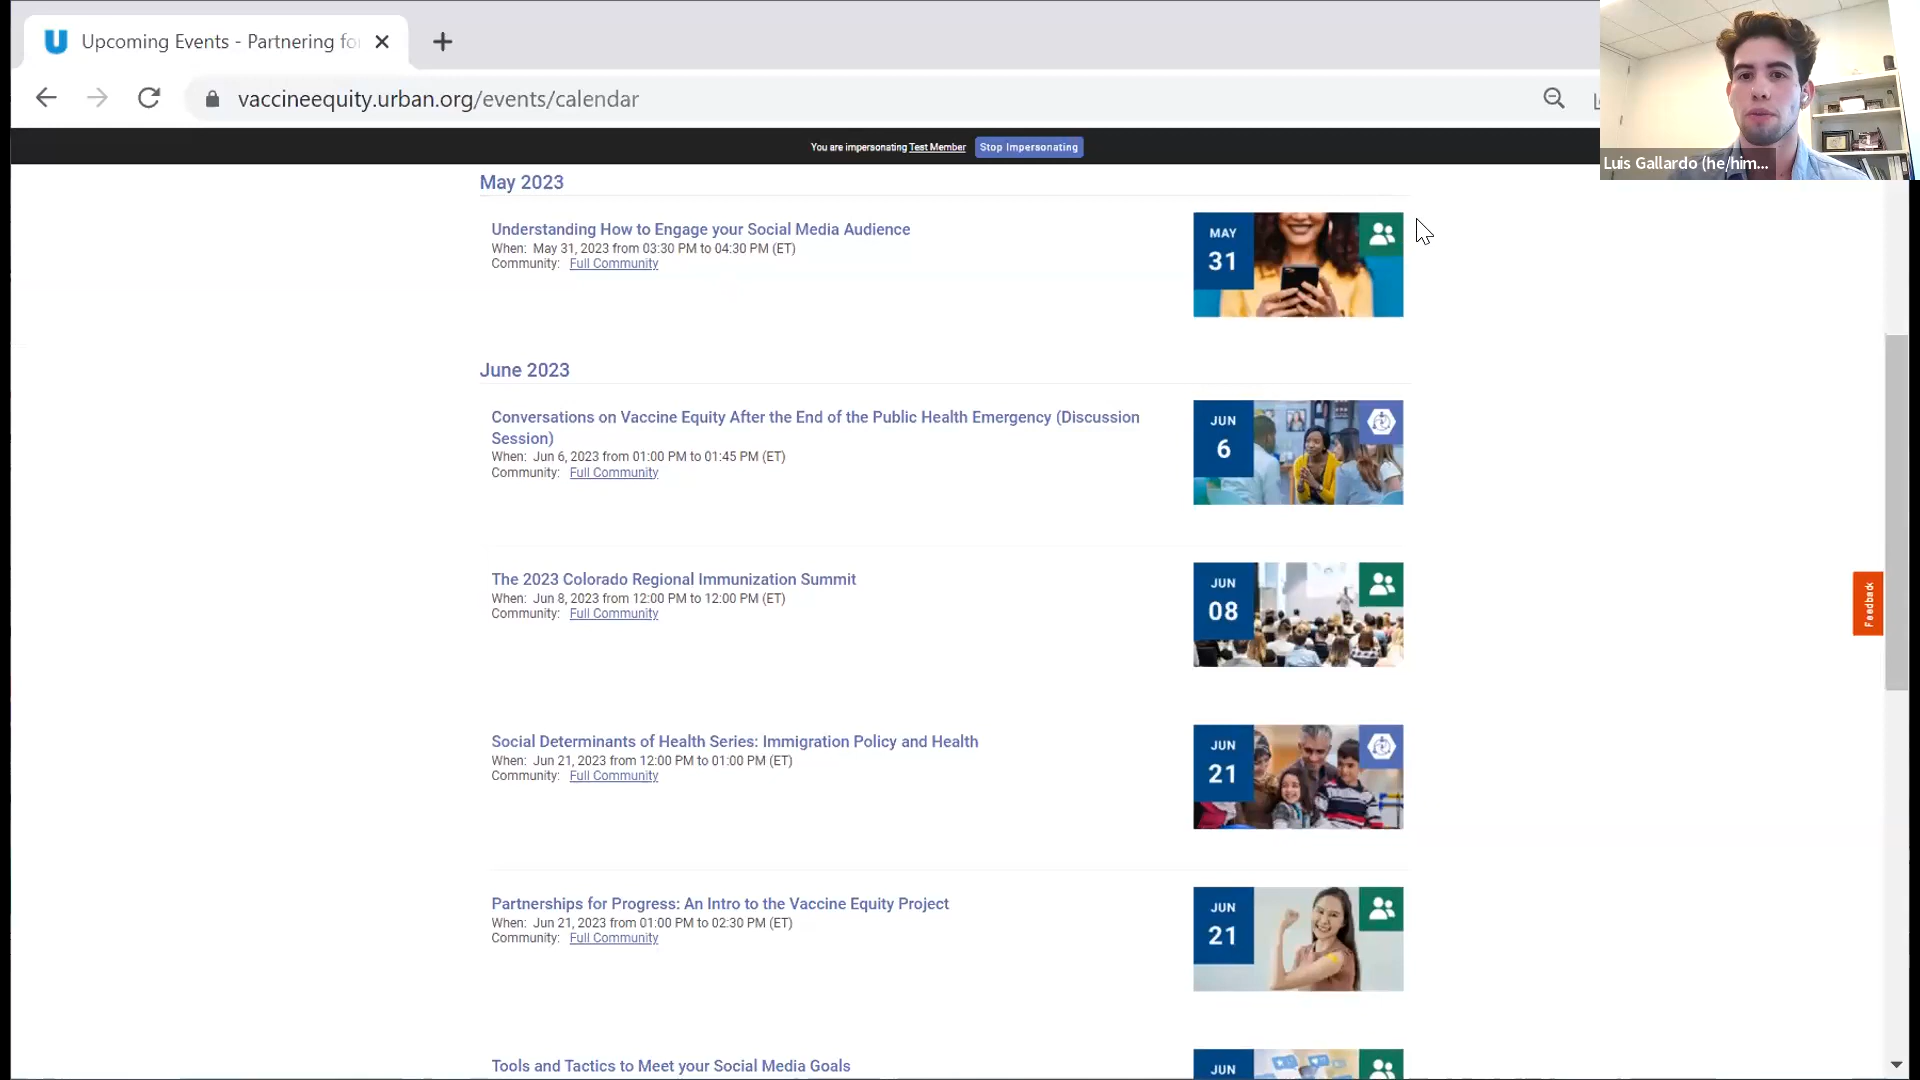 Upcoming Events - Partnering fo
vaccineequity.urban.org/events/calendar
You are impersonating Test Member Stop Impersonating
Luis Gallardo (he/him...
May 2023
Understanding How to Engage your Social Media Audience
When: May 31, 2023 from 03:30 PM to 04:30 PM (ET)
Community: Full Community
MAY
31
June 2023
Conversations on Vaccine Equity After the End of the Public Health Emergency (Discussion
Session)
When: Jun 6, 2023 from 01:00 PM to 01:45 PM (ET)
Community: Full Community
JUN
6
The 2023 Colorado Regional Immunization Summit
When: Jun 8, 2023 from 12:00 PM to 12:00 PM (ET)
Community: Full Community
JUN
08
Feedback
Social Determinants of Health Series: Immigration Policy and Health
When: Jun 21, 2023 from 12:00 PM to 01:00 PM (ET)
Community: Full Community
JUN
21
Partnerships for Progress: An Intro to the Vaccine Equity Project
When: Jun 21, 2023 from 01:00 PM to 02:30 PM (ET)
Community: Full Community
JUN
21
Tools and Tactics to Meet your Social Media Goals
JUN